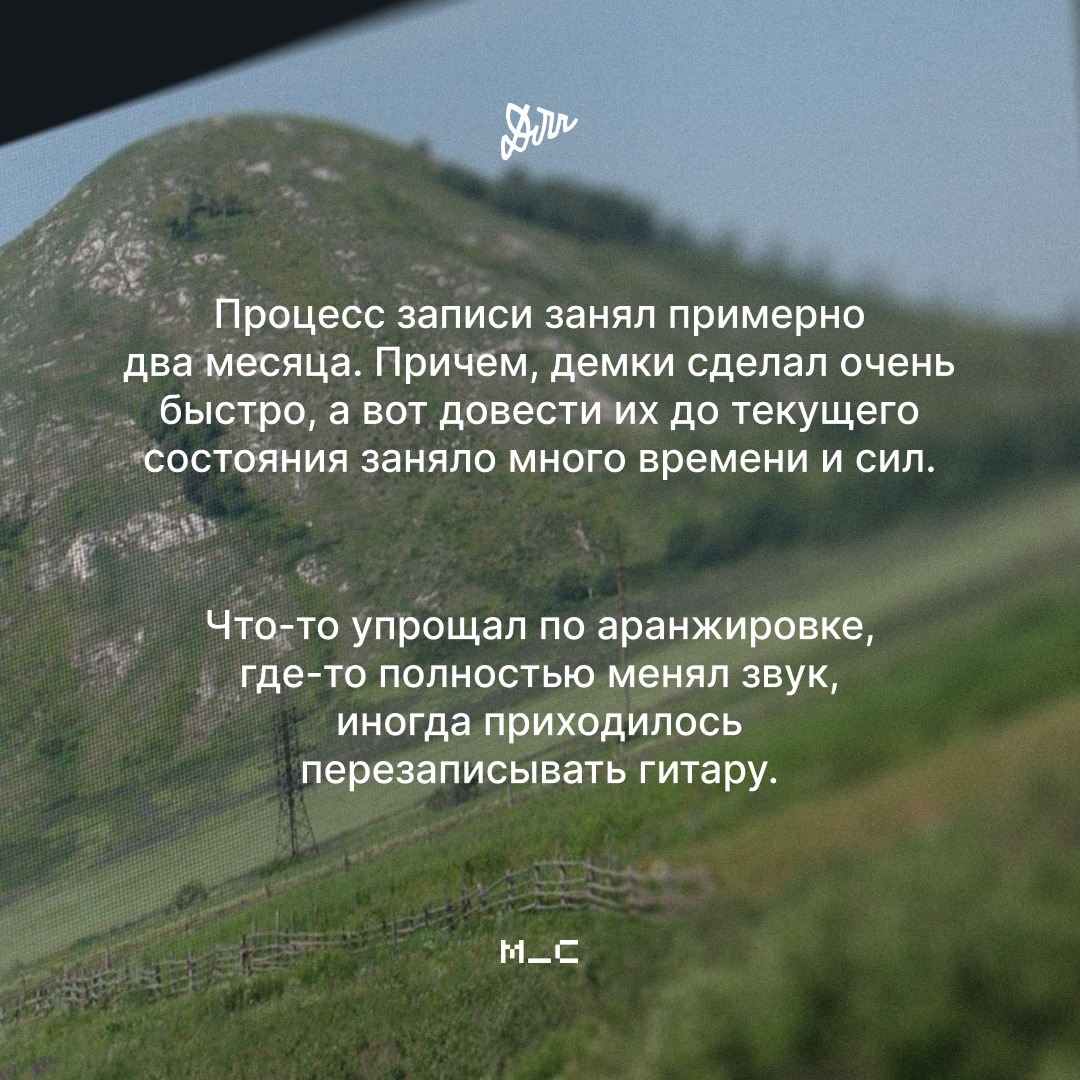 Процесс записи занял примерно
два месяца. Причем, демки сделал очень
быстро, а вот довести их до текущего
состояния заняло много времени и сил.
Что-то упрощал по аранжировке,
где-то полностью менял звук,
иногда приходилось
перезаписывать гитару.
M_C